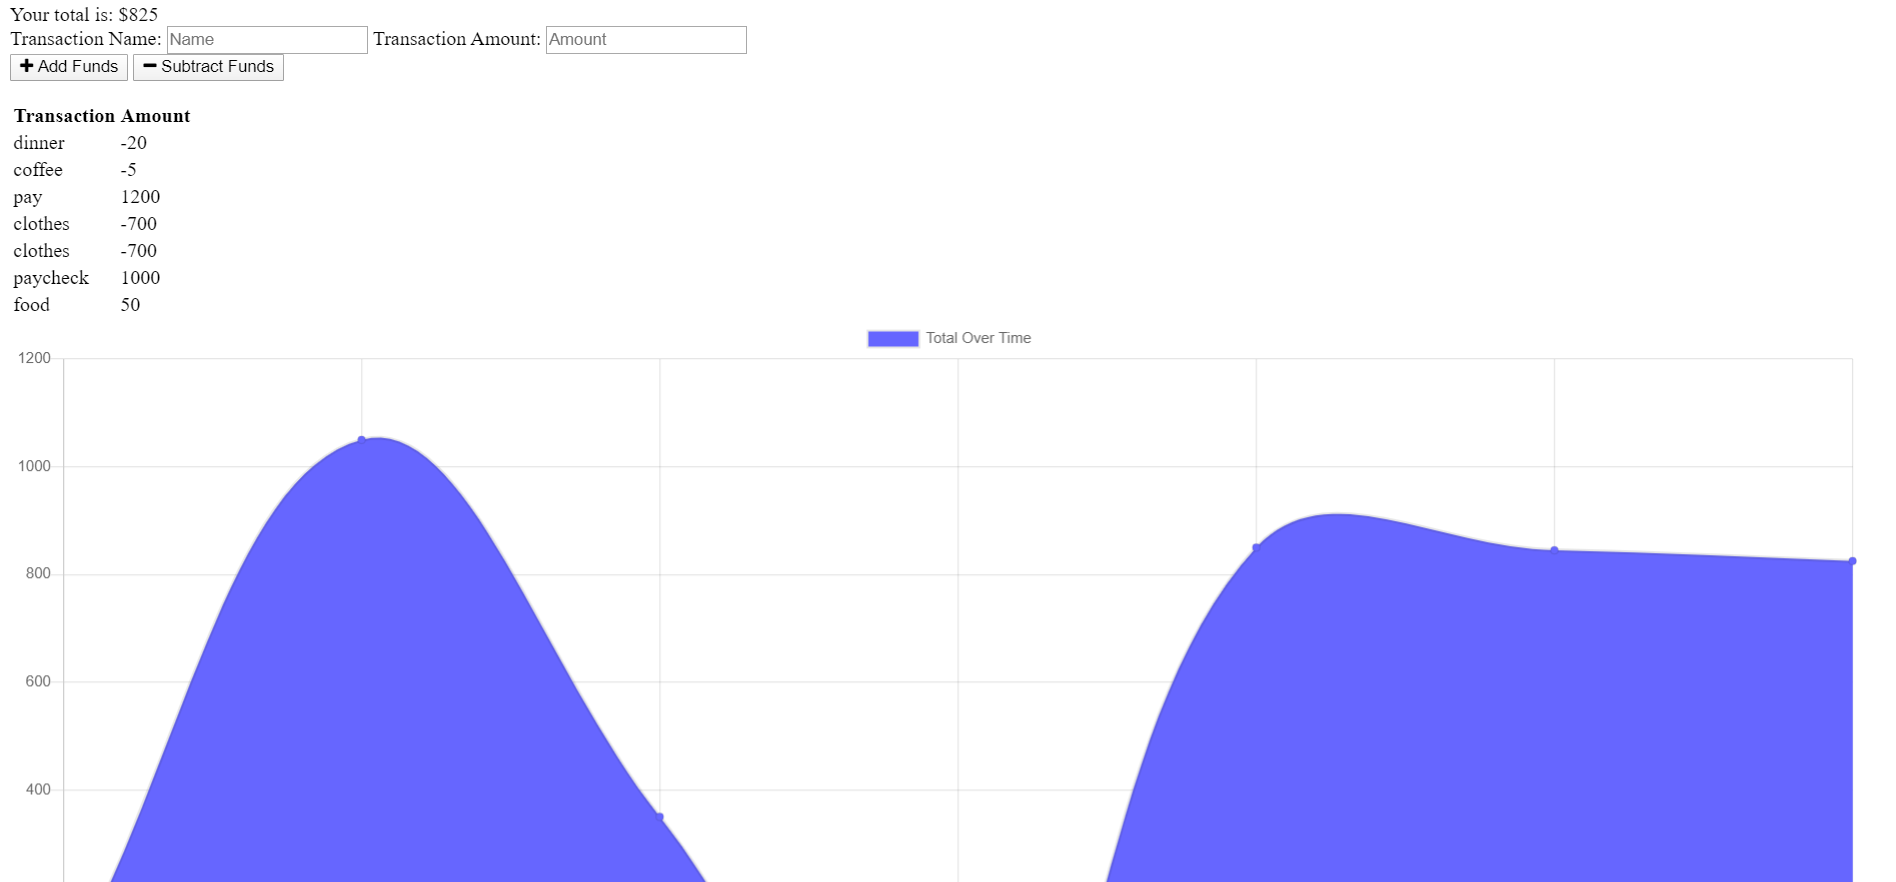 Your total is: $825
Transaction Name: Name Transaction Amount: Amount
+ Add Funds − Subtract Funds
Transaction Amount
dinner -20
coffee -5
pay 1200
clothes -700
clothes -700
paycheck 1000
food 50
Total Over Time
1200
1000
800
600
400